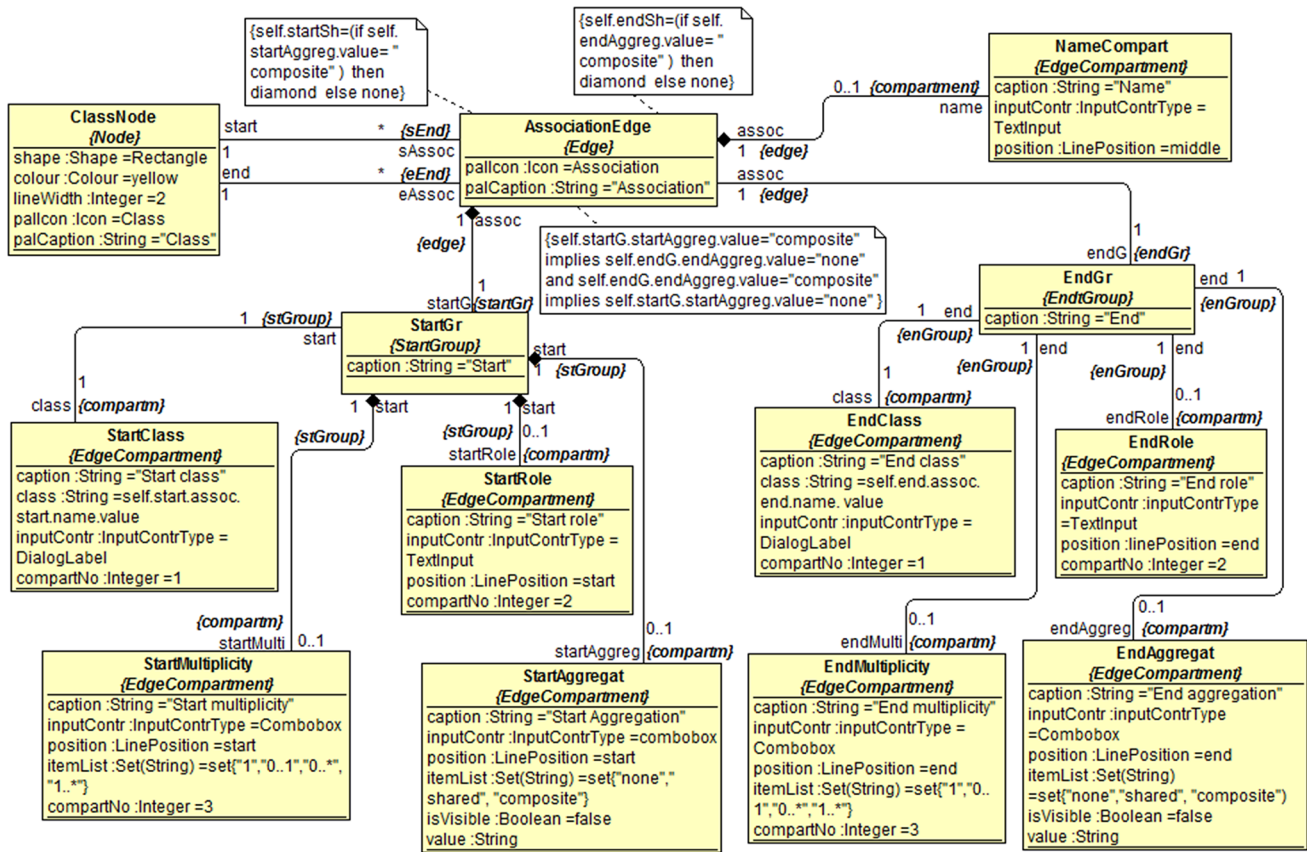 {self.startSh=(if self.
startAggreg.value= "
composite" ) then
diamond else none}
{self.endSh=(if self.
endAggreg.value= "
composite" ) then
diamond else none}
NameCompart
{EdgeCompartment}
caption :String ="Name"
inputContr :InputContrType =
TextInput
position :LinePosition =middle
0..1 {compartment}
name
ClassNode
{Node}
shape :Shape =Rectangle
colour :Colour =yellow
lineWidth :Integer =2
palIcon :Icon =Class
palCaption :String ="Class"
start
* {sEnd}
1
sAssoc
end
* {eEnd}
1
eAssoc
AssociationEdge
{Edge}
palIcon :Icon =Association
palCaption :String ="Association"
assoc
1 {edge}
assoc
1 {edge}
1 assoc
{edge}
{self.startG.startAggreg.value="composite"
implies self.endG.endAggreg.value="none"
and self.endG.endAggreg.value="composite"
implies self.startG.startAggreg.value="none" }
1
startG {startGr}
1
endG {endGr}
StartGr
{StartGroup}
caption :String ="Start"
EndGr
{EndtGroup}
caption :String ="End"
1 {stGroup}
start
1
class {compartm}
start
1 {stGroup}
1 start
{stGroup}
1 start
{stGroup} 0..1
startRole {compartm}
1 end
{enGroup}
1
class {compartm}
1 end
{enGroup}
1 end
{enGroup}
0..1
endRole {compartm}
end 1
{enGroup}
StartClass
{EdgeCompartment}
caption :String ="Start class"
class :String =self.start.assoc.
start.name.value
inputContr :InputContrType =
DialogLabel
compartNo :Integer =1
StartRole
{EdgeCompartment}
caption :String ="Start role"
inputContr :InputContrType =
TextInput
position :LinePosition =start
compartNo :Integer =2
EndClass
{EdgeCompartment}
caption :String ="End class"
class :String =self.end.assoc.
end.name. value
inputContr :InputContrType =
DialogLabel
compartNo :Integer =1
EndRole
{EdgeCompartment}
caption :String ="End role"
inputContr :inputContrType
=TextInput
position :linePosition =end
compartNo :Integer =2
{compartm}
startMulti 0..1
0..1
startAggreg {compartm}
0..1
endMulti {compartm}
0..1
endAggreg {compartm}
StartMultiplicity
{EdgeCompartment}
caption :String ="Start multiplicity"
inputContr :InputContrType =Combobox
position :LinePosition =start
itemList :Set(String) =set{"1","0..1","0..*",
"1..*"}
compartNo :Integer =3
StartAggregat
{EdgeCompartment}
caption :String ="Start Aggregation"
inputContr :InputContrType =combobox
position :LinePosition =start
itemList :Set(String) =set{"none","
shared", "composite"}
isVisible :Boolean =false
value :String
EndMultiplicity
{EdgeCompartment}
caption :String ="End multiplicity"
inputContr :InputContrType =
Combobox
position :LinePosition =end
itemList :Set(String) =set{"1","0..
1","0..*","1..*"}
compartNo :Integer =3
EndAggregat
{EdgeCompartment}
caption :String ="End aggregation"
inputContr :inputContrType
=Combobox
position :LinePosition =end
itemList :Set(String)
=set{"none","shared", "composite")
isVisible :Boolean =false
value :String